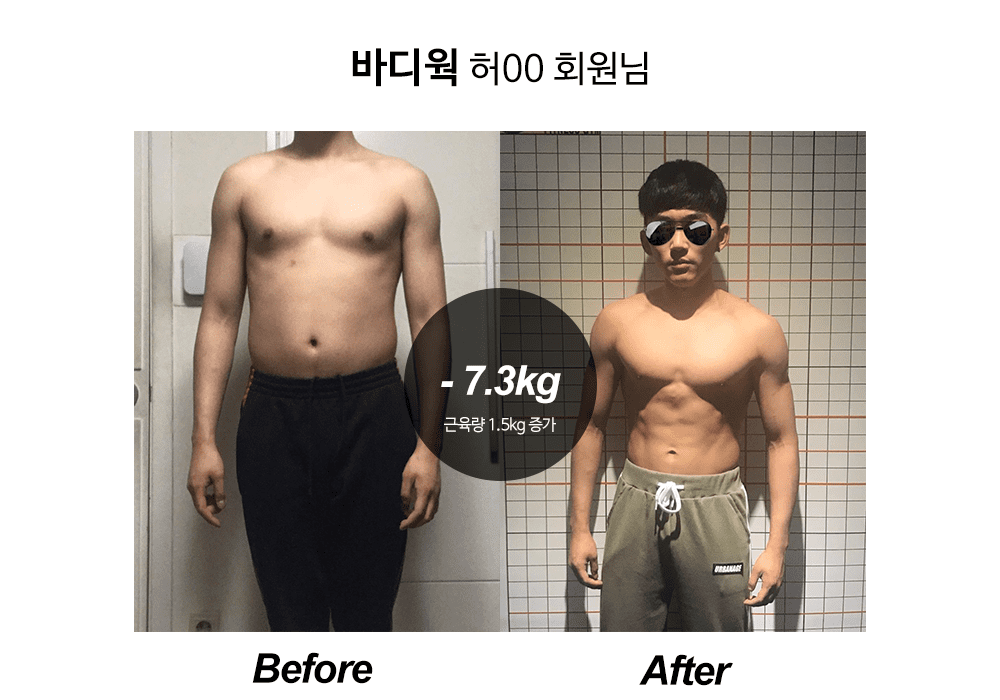 바디웍 허00 회원님
- 7.3kg
근육량 1.5kg 증가
URBANAGE
Before
After